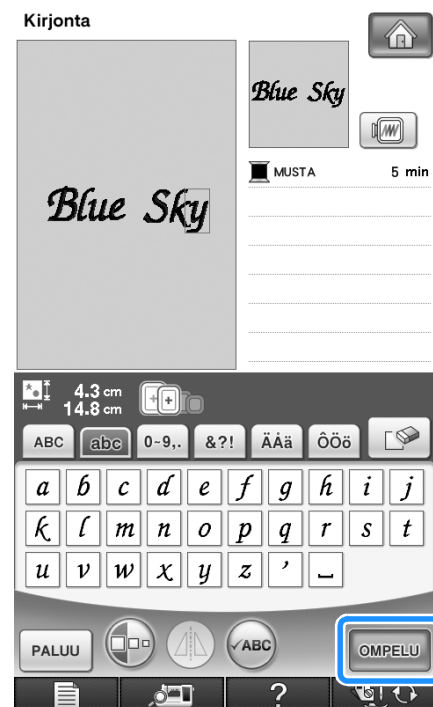 Kirjonta
Blue Sky
MUSTA 5 min
Blue Sky
4.3 cm
14.8 cm
ABC abc 0~9,. &?! ÄÅä ÔÖö
a b c d e f g h i j
k l m n o p q r s t
u v w x y z ’ _
PALUU ABC OMPELU
?